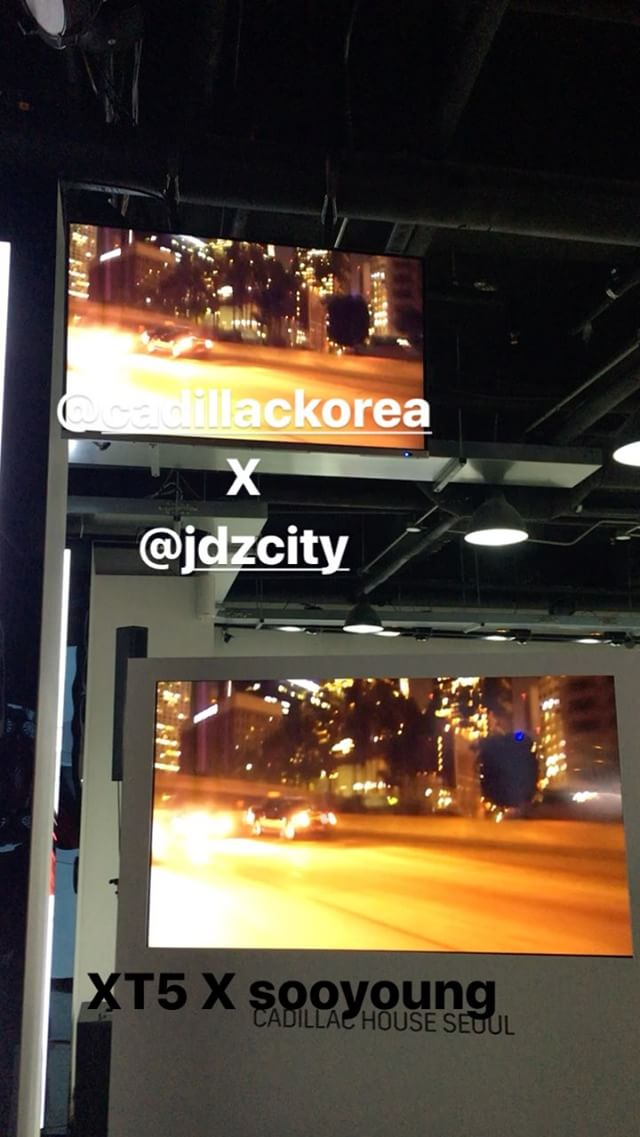 @cadillackorea
X
@jdzcity
XT5 X sooyoung
CADILLAC HOUSE SEOUL